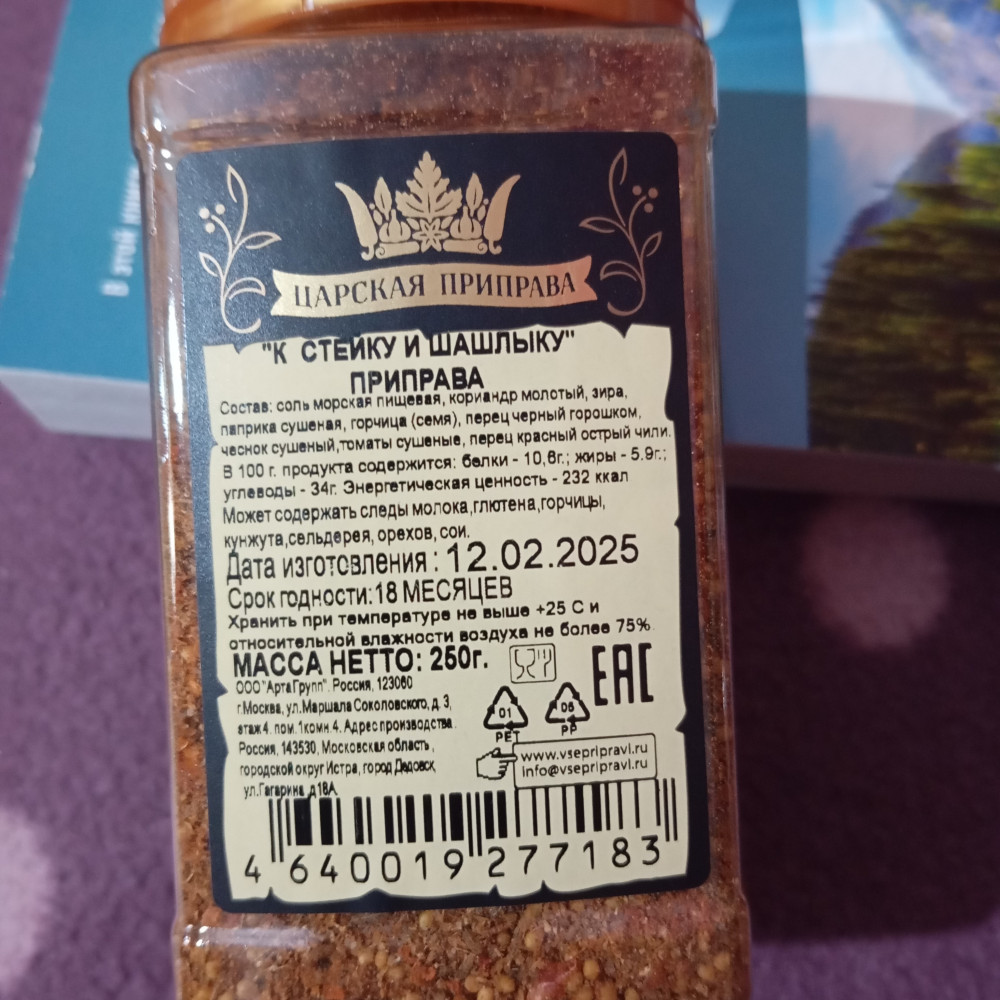 В ЭТОЙ
ЦАРСКАЯ ПРИПРАВА
"К СТЕЙКУ И ШАШЛЫКУ"
ПРИПРАВА
Состав: соль морская пищевая, кориандр молотый, зира,
паприка сушеная, горчица (семя), перец черный горошком,
чеснок сушеный,томаты сушеные, перец красный острый чили.
В 100 г. продукта содержится: белки - 10,6г.; жиры - 5.9г.;
углеводы - 34г. Энергетическая ценность - 232 ккал
Может содержать следы молока,глютена,горчицы,
кунжута,сельдерея, орехов, сои.
Дата изготовления : 12.02.2025
Срок годности:18 МЕСЯЦЕВ
Хранить при температуре не выше +25 С и
относительной влажности воздуха не более 75%.
МАССА НЕТТО: 250г.
ООО"АртаГрупп". Россия, 123060
г.Москва, ул.Маршала Соколовского, д. 3,
этаж 4. пом. 1комн. 4. Адрес производства:
Россия, 143530, Московская область,
городской округ Истра, город Дедовск,
ул.Гагарина д18А
EAC
01
PET
05
PP
www.vsepripravi.ru
info@vsepripravi.ru
4 640019 277183